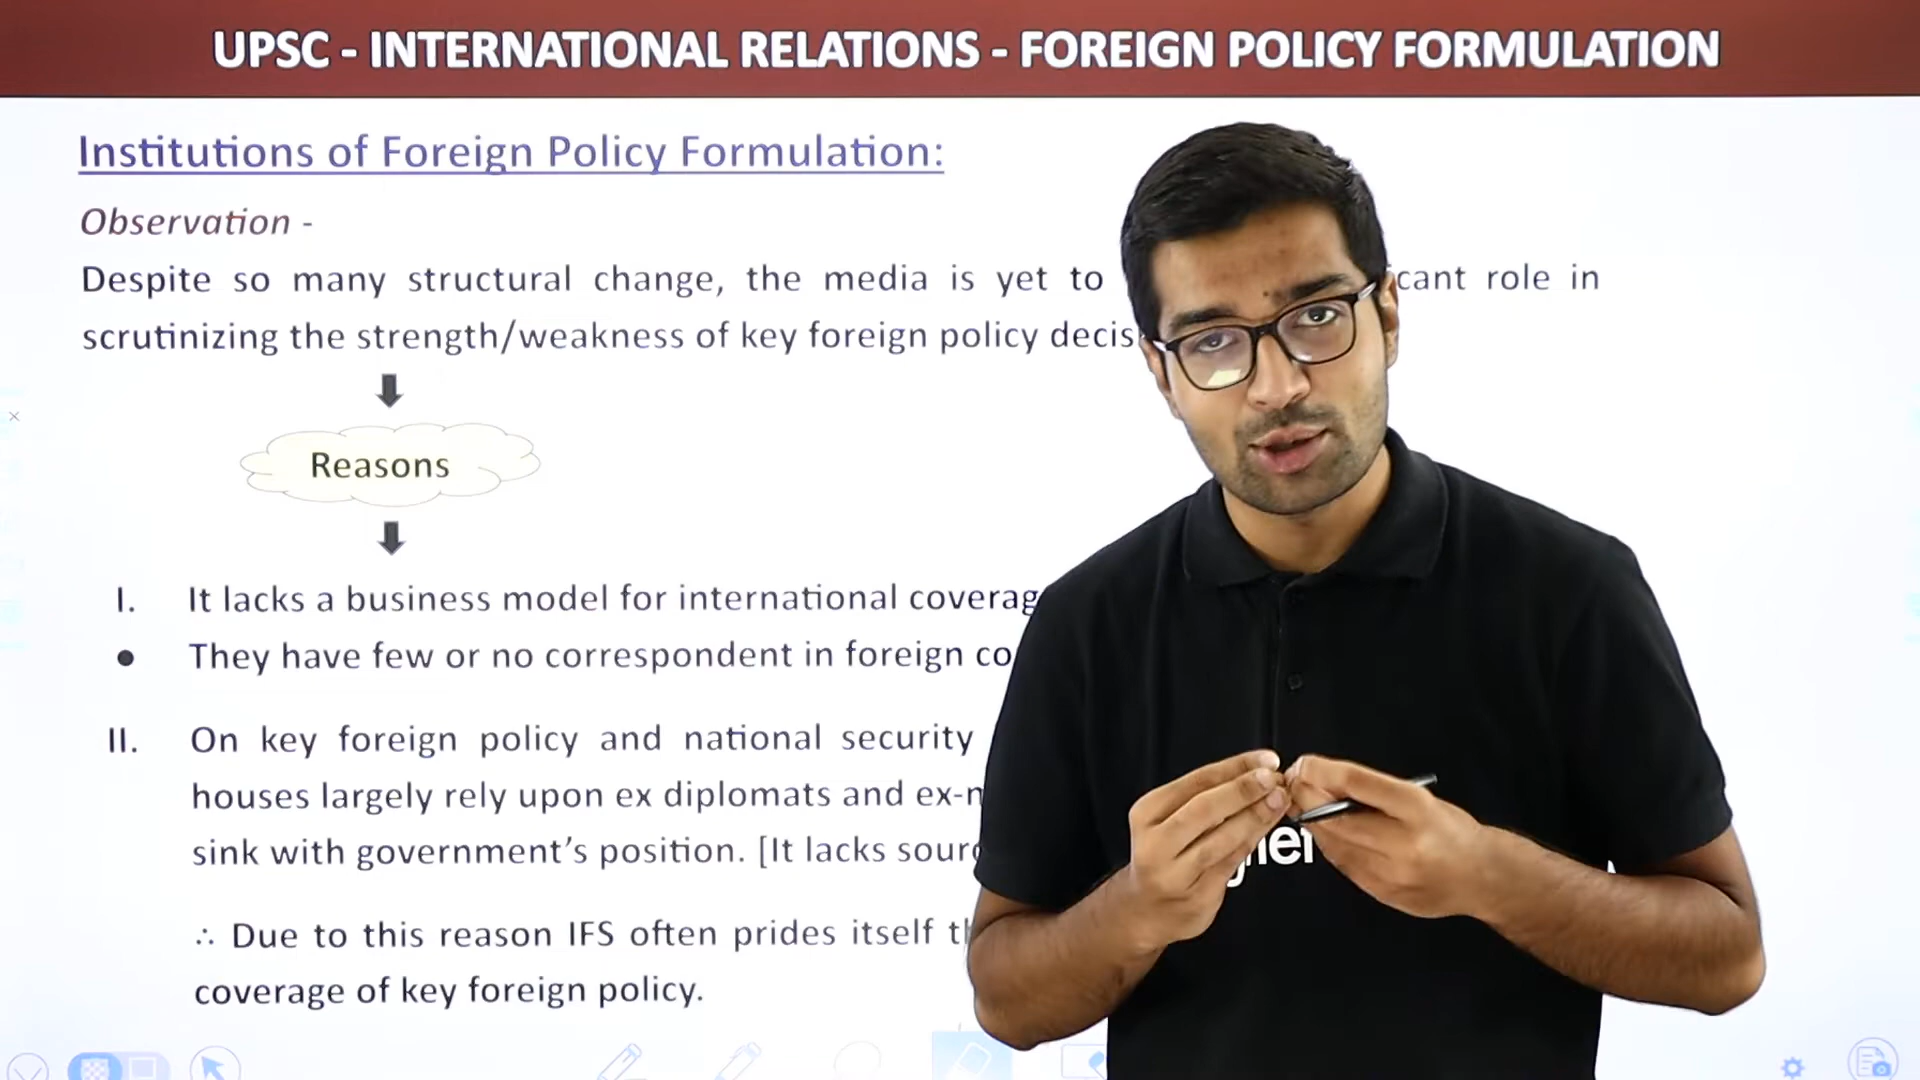 UPSC - INTERNATIONAL RELATIONS - FOREIGN POLICY FORMULATION
Institutions of Foreign Policy Formulation:
Observation -
Despite so many structural change, the media is yet to cant role in
scrutinizing the strength/weakness of key foreign policy decis
Reasons
I. It lacks a business model for international coverag
● They have few or no correspondent in foreign co
II. On key foreign policy and national security
houses largely rely upon ex diplomats and ex-
sink with government's position. [It lacks sour
∴ Due to this reason IFS often prides itself
coverage of key foreign policy.